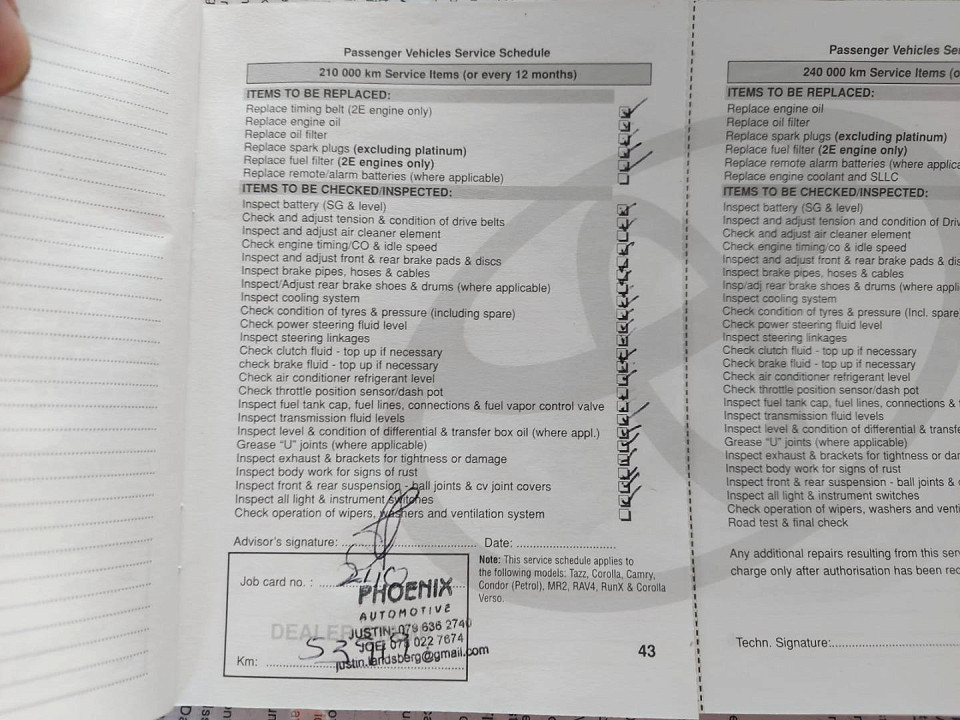 Passenger Vehicles Service Schedule
210 000 km Service Items (or every 12 months)
ITEMS TO BE REPLACED:
Replace timing belt (2E engine only)
Replace engine oil
Replace oil filter
Replace spark plugs (excluding platinum)
Replace fuel filter (2E engines only)
Replace remote/alarm batteries (where applicable)
ITEMS TO BE CHECKED/INSPECTED:
Inspect battery (SG & level)
Check and adjust tension & condition of drive belts
Inspect and adjust air cleaner element
Check engine timing/CO & idle speed
Inspect and adjust front & rear brake pads & discs
Inspect brake pipes, hoses & cables
Inspect/Adjust rear brake shoes & drums (where applicable)
Inspect cooling system
Check condition of tyres & pressure (including spare)
Check power steering fluid level
Inspect steering linkages
Check clutch fluid - top up if necessary
check brake fluid - top up if necessary
Check air conditioner refrigerant level
Check throttle position sensor/dash pot
Inspect fuel tank cap, fuel lines, connections & fuel vapor control valve
Inspect transmission fluid levels
Inspect level & condition of differential & transfer box oil (where appl.)
Grease "U" joints (where applicable)
Inspect exhaust & brackets for tightness or damage
Inspect body work for signs of rust
Inspect front & rear suspension - ball joints & cv joint covers
Inspect all light & instrument switches
Check operation of wipers, washers and ventilation system
Advisor's signature: Date:
Note: This service schedule applies to
the following models: Tazz, Corolla, Camry,
Condor (Petrol), MR2, RAV4, RunX & Corolla
Verso.
Job card no. :
PHOENIX
AUTOMOTIVE
DEALER
JUSTIN: 079 636 2740
JOE: 078 022 7674
justin.landsberg@gmail.com
Km:
43
Passenger Vehicles Se
240 000 km Service Items (o
ITEMS TO BE REPLACED:
Replace engine oil
Replace oil filter
Replace spark plugs (excluding platinum)
Replace fuel filter (2E engine only)
Replace remote alarm batteries (where applica
Replace engine coolant and SLLC
ITEMS TO BE CHECKED/INSPECTED:
Inspect battery (SG & level)
Inspect and adjust tension and condition of Driv
Check and adjust air cleaner element
Check engine timing/co & idle speed
Inspect and adjust front & rear brake pads & dis
Inspect brake pipes, hoses & cables
Insp/adj rear brake shoes & drums (where appli
Inspect cooling system
Check condition of tyres & pressure (Incl. spare
Check power steering fluid level
Inspect steering linkages
Check clutch fluid - top up if necessary
Check brake fluid - top up if necessary
Check air conditioner refrigerant level
Check throttle position sensor/dash pot
Inspect fuel tank cap, fuel lines, connections &
Inspect transmission fluid levels
Inspect level & condition of differential & transfe
Grease "U" joints (where applicable)
Inspect exhaust & brackets for tightness or dar
Inspect body work for signs of rust
Inspect front & rear suspension - ball joints &
Inspect all light & instrument switches
Check operation of wipers, washers and venti
Road test & final check
Any additional repairs resulting from this ser
charge only after authorisation has been rec
Techn. Signature: